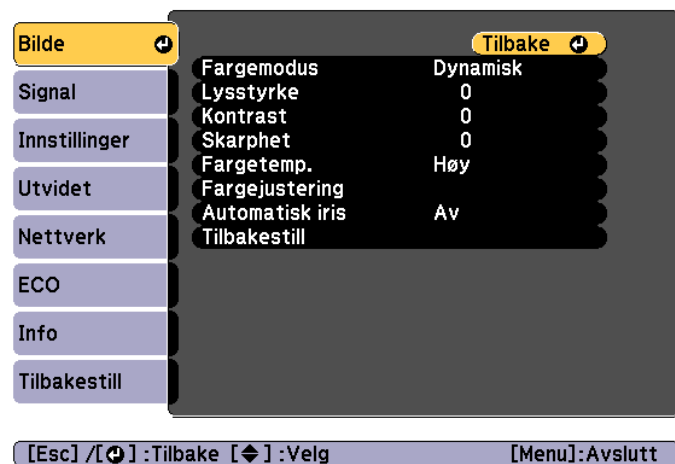 Bilde
Signal
Innstillinger
Utvidet
Nettverk
ECO
Info
Tilbakestill
Tilbake
Fargemodus Dynamisk
Lysstyrke 0
Kontrast 0
Skarphet 0
Fargetemp. Høy
Fargejustering
Automatisk iris Av
Tilbakestill
[Esc] /[⏎] :Tilbake [◆] :Velg [Menu]:Avslutt